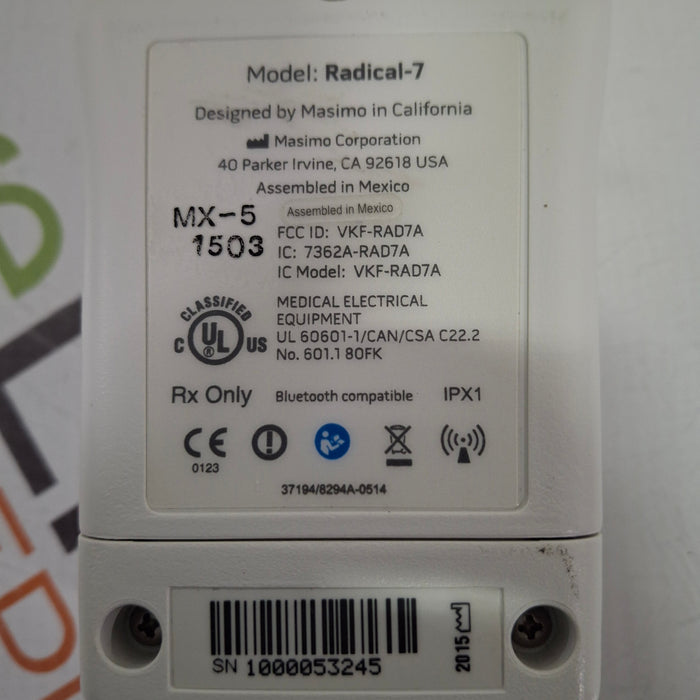 Model: Radical-7
Designed by Masimo in California
Masimo Corporation
40 Parker Irvine, CA 92618 USA
Assembled in Mexico
Assembled in Mexico
MX-5
1503
FCC ID: VKF-RAD7A
IC: 7362A-RAD7A
IC Model: VKF-RAD7A
CLASSIFIED
C UL ® US
MEDICAL ELECTRICAL
EQUIPMENT
UL 60601-1/CAN/CSA C22.2
No. 601.1 80FK
Rx Only
Bluetooth compatible
IPX1
CE
0123
37194/8294A-0514
SN 1000053245
2015